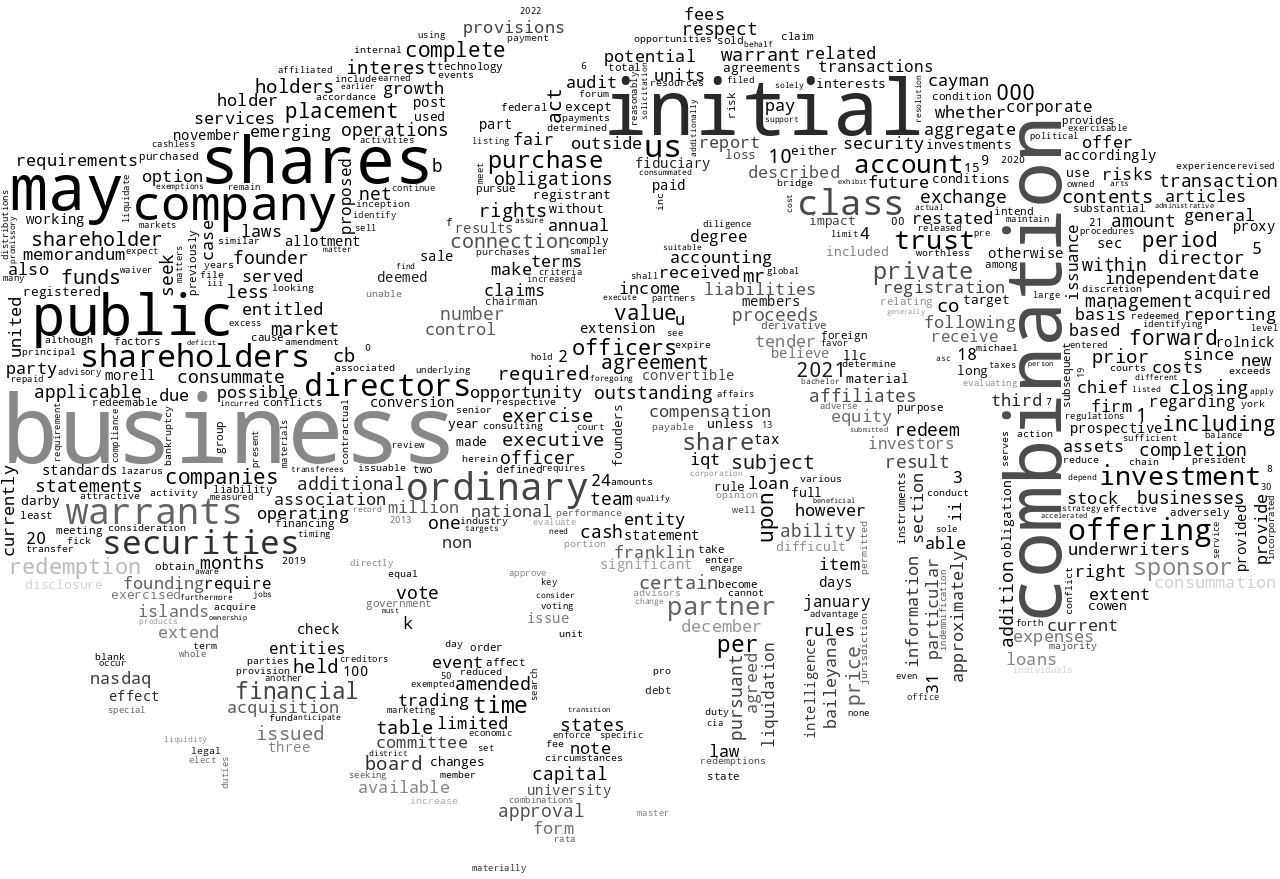 2022
fees
provisions
respect
using
payment
opportunities
sold
behalf
claim
internal
complete
potential
warrant
related
affiliated
interest
technology
6
total
agreements
transactions
holders
include
earned
events
audit
units
resources
filed
solely
interests
cayman
earlier
growth
forum
reasonably
solicitation
risk
resolution
condition
000
holder
accordance
post
act
initial
pay
corporate
placement
federal
except
support
whether
provides
services
used
payments
additionally
exercisable
november
emerging
operations
part
determined
aggregate
political
cashless
activities
listing
fair
outside
us
report
security
investments
offer
requirements
purchased
shares
b
purchase
fiduciary
loss
10
either
account
15
9
2020
accordingly
experience
revised
option
exemptions
remain
proposed
meet
obligations
consummated
described
future
conditions
use
risks
transaction
may
company
net
continue
pursue
registrant
paid
bridge
exhibit
owned
arts
distributions
promissory
liquidate
inception
identify
rights
without
inc
cost
class
actual
exchange
contents
articles
working
markets
sell
f
assure
annual
impact
00
released
intend
substantial
administrative
shareholder
laws
allotment
results
diligence
limit
4
restated
maintain
21
amount
general
proxy
memorandum
expect
case
similar
matter
connection
comply
degree
trust
pre
procedures
also
matters
founder
sale
purchases
smaller
suitable
accounting
included
worthless
otherwise
sec
period
5
many
waiver
seek
previously
years
find
terms
shall
received
mr
global
private
among
issuance
within
director
funds
file
served
deemed
make
criteria
liabilities
registration
large
independent
date
registered
iii
less
looking
unable
claims
increased
income
execute
partners
members
relating
co
target
discretion
management
acquired
united
public
entitled
number
chairman
value
u
proceeds
generally
following
basis
redeemed
reporting
although
excess
market
control
extension
see
derivative
foreign
receive
based
identifying
level
factors
cause
amendment
officers
expire
tender
favor
forward
rolnick
principal
deficit
0
hold
2
agreement
believe
llc
asc
18
michael
combination
entered
since
party
shareholders
cb
associated
underlying
required
foregoing
convertible
2021
determine
long
taxes
person
prior
courts
costs
new
repaid
advisory
morell
consummate
directors
opportunity
outstanding
affairs
bachelor
material
evaluating
subsequent
19
different
listed
exceeds
applicable
due
possible
conversion
respective
affiliates
chief
closing
apply
redeemable
incurred
conflicts
senior
exercise
founders
compensation
adverse
purpose
third
7
firm
1
regarding
york
business
year
consulting
court
payable
unless
13
equity
submitted
redeem
regulations
prospective
including
requirement
compliance
bankruptcy
group
present
materials
contractual
review
made
executive
share
tax
investors
action
sufficient
balance
standards
lazarus
transferees
issuable
two
herein
officer
iqt
subject
result
serves
assets
completion
currently
statements
companies
additional
defined
requires
corporation
reduce
chain
president
attractive
activity
liability
ordinary
24
amounts
rule
loan
various
3
depend
investment
8
darby
measured
association
record
million
team
qualify
opinion
full
beneficial
instruments
section
conduct
stock
businesses
30
least
warrants
operating
2013
national
performance
well
however
ii
obligation
strategy
effective
adversely
incorporated
meeting
consideration
financing
one
industry
evaluate
cash
entity
upon
sole
accelerated
offering
20
fick
securities
timing
non
targets
need
statement
ability
able
underwriters
service
provided
provide
transfer
portion
franklin
take
difficult
permitted
redemption
obtain
aware
months
2019
directly
significant
enter
engage
item
information
particular
approximately
addition
right
sponsor
disclosure
founding
require
equal
approve
key
certain
become
days
conflict
extent
consummation
exercised
furthermore
jobs
vote
consider
advisors
cannot
january
indemnification
cowen
islands
acquire
government
voting
change
partner
advantage
products
ownership
must
issue
december
rules
forth
current
extend
check
k
unit
per
jurisdiction
expenses
term
whole
entities
day
order
majority
blank
parties
creditors
event
affect
pro
pursuant
agreed
liquidation
intelligence
baileyana
price
even
loans
occur
provision
held
100
reduced
31
individuals
nasdaq
another
50
exempted
amended
search
debt
office
effect
financial
trading
time
special
acquisition
marketing
duty
none
fund
anticipate
table
limited
transition
cia
issued
economic
states
liquidity
three
committee
enforce
specific
legal
district
set
fee
note
law
elect
board
changes
circumstances
redemptions
duties
seeking
member
capital
state
available
university
increase
combinations
approval
master
form
rata
materially